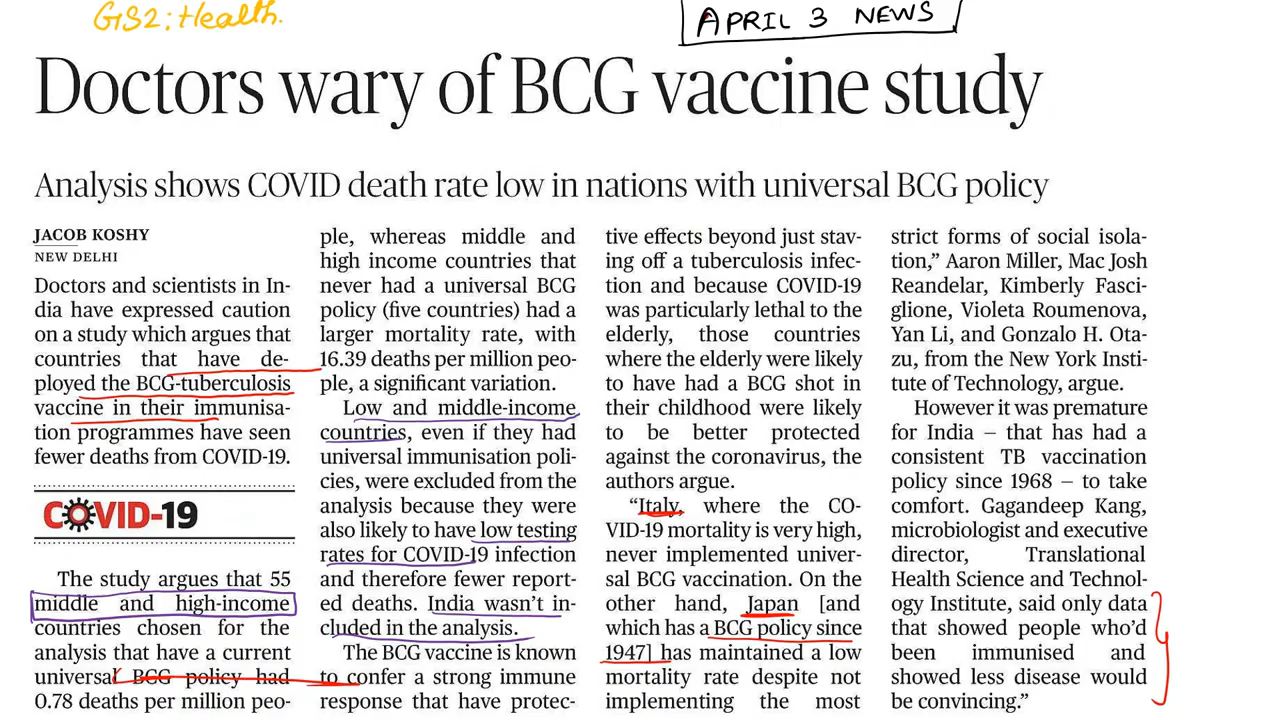 GS2: Health.
APRIL 3 NEWS
Doctors wary of BCG vaccine study
Analysis shows COVID death rate low in nations with universal BCG policy
JACOB KOSHY
NEW DELHI
Doctors and scientists in In-
dia have expressed caution
on a study which argues that
countries that have de-
ployed the BCG-tuberculosis
vaccine in their immunisa-
tion programmes have seen
fewer deaths from COVID-19.
COVID-19
The study argues that 55
middle and high-income
countries chosen for the
analysis that have a current
universal BCG policy had
0.78 deaths per million peo-
ple, whereas middle and
high income countries that
never had a universal BCG
policy (five countries) had a
larger mortality rate, with
16.39 deaths per million peo-
ple, a significant variation.
Low and middle-income
countries, even if they had
universal immunisation poli-
cies, were excluded from the
analysis because they were
also likely to have low testing
rates for COVID-19 infection
and therefore fewer report-
ed deaths. India wasn't in-
cluded in the analysis.
The BCG vaccine is known
to confer a strong immune
response that have protec-
tive effects beyond just stav-
ing off a tuberculosis infec-
tion and because COVID-19
was particularly lethal to the
elderly, those countries
where the elderly were likely
to have had a BCG shot in
their childhood were likely
to be better protected
against the coronavirus, the
authors argue.
"Italy, where the CO-
VID-19 mortality is very high,
never implemented univer-
sal BCG vaccination. On the
other hand, Japan [and
which has a BCG policy since
1947] has maintained a low
mortality rate despite not
implementing the most
strict forms of social isola-
tion," Aaron Miller, Mac Josh
Reandelar, Kimberly Fasci-
glione, Violeta Roumenova,
Yan Li, and Gonzalo H. Ota-
zu, from the New York Insti-
tute of Technology, argue.
However it was premature
for India – that has had a
consistent TB vaccination
policy since 1968 – to take
comfort. Gagandeep Kang,
microbiologist and executive
director, Translational
Health Science and Technol-
ogy Institute, said only data
that showed people who'd
been immunised and
showed less disease would
be convincing."